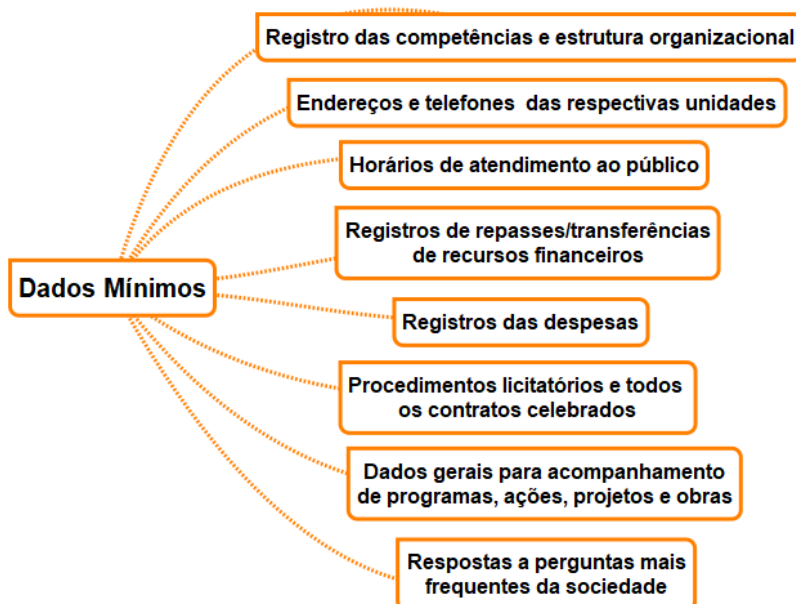 Registro das competências e estrutura organizacional
Endereços e telefones das respectivas unidades
Horários de atendimento ao público
Registros de repasses/transferências
de recursos financeiros
Dados Mínimos
Registros das despesas
Procedimentos licitatórios e todos
os contratos celebrados
Dados gerais para acompanhamento
de programas, ações, projetos e obras
Respostas a perguntas mais
frequentes da sociedade